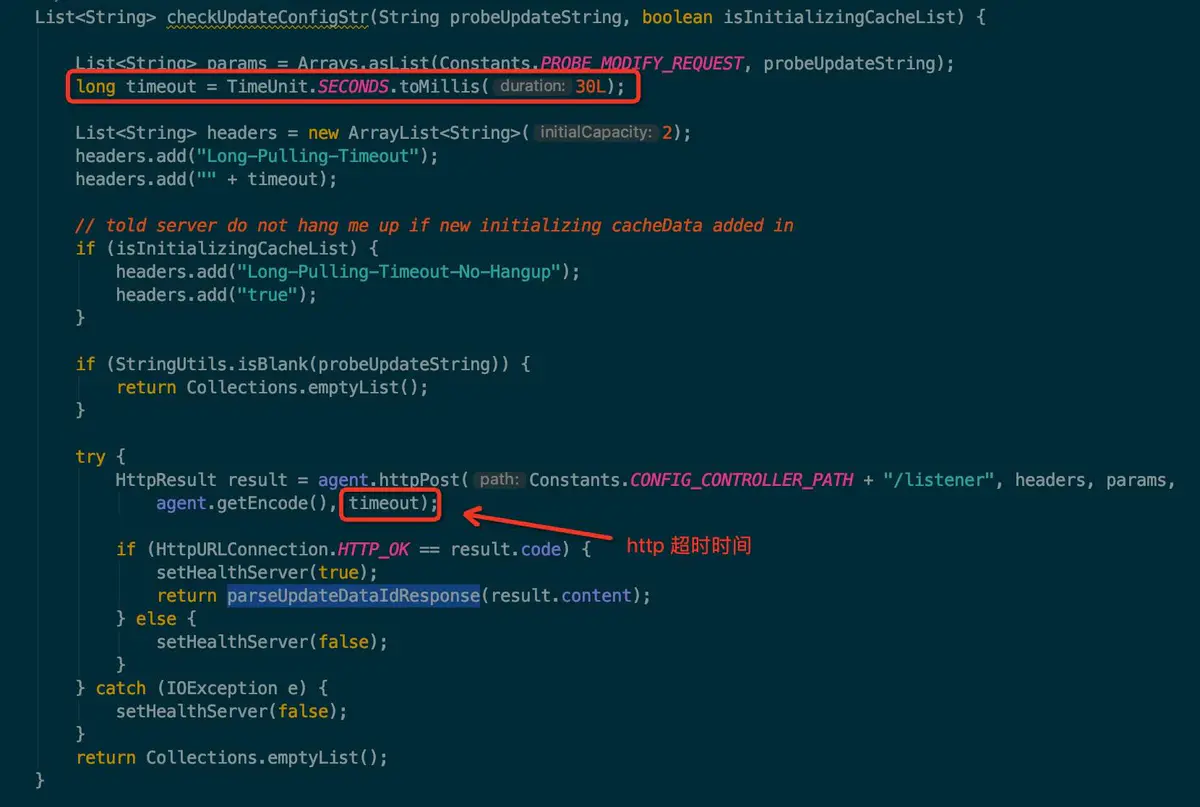 List<String> checkUpdateConfigStr(String probeUpdateString, boolean isInitializingCacheList) {
List<String> params = Arrays.asList(Constants.PROBE_MODIFY_REQUEST, probeUpdateString);
long timeout = TimeUnit.SECONDS.toMillis( duration: 30L);
List<String> headers = new ArrayList<String>( initialCapacity: 2);
headers.add("Long-Pulling-Timeout");
headers.add("" + timeout);
// told server do not hang me up if new initializing cacheData added in
if (isInitializingCacheList) {
headers.add("Long-Pulling-Timeout-No-Hangup");
headers.add("true");
}
if (StringUtils.isBlank(probeUpdateString)) {
return Collections.emptyList();
}
try {
HttpResult result = agent.httpPost( path: Constants.CONFIG_CONTROLLER_PATH + "/listener", headers, params,
agent.getEncode(), timeout);
http 超时时间
if (HttpURLConnection.HTTP_OK == result.code) {
setHealthServer(true);
return parseUpdateDataIdResponse(result.content);
} else {
setHealthServer(false);
}
} catch (IOException e) {
setHealthServer(false);
}
return Collections.emptyList();
}